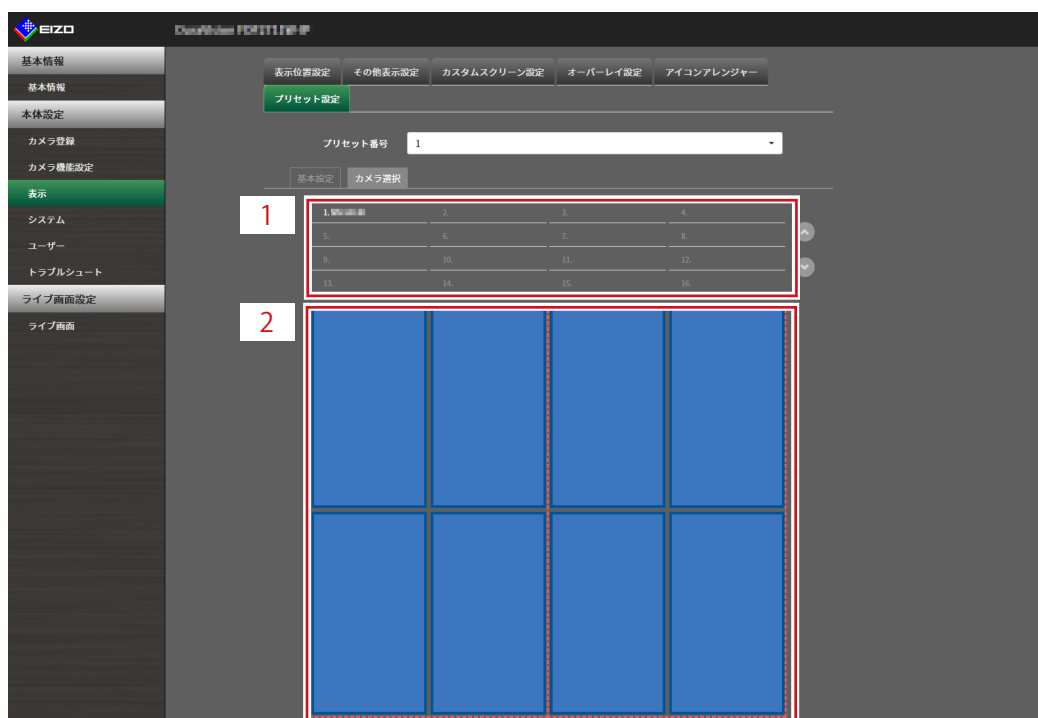 EIZO
基本情報
基本情報
本体設定
カメラ登録
カメラ機能設定
表示
システム
ユーザー
トラブルシュート
ライブ画面設定
ライブ画面
表示位置設定 その他表示設定 カスタムスクリーン設定 オーバーレイ設定 アイコンアレンジャー
プリセット設定
プリセット番号 1
基本設定 カメラ選択
1
1. 2. 3. 4.
5. 6. 7. 8.
9. 10. 11. 12.
13. 14. 15. 16.
2